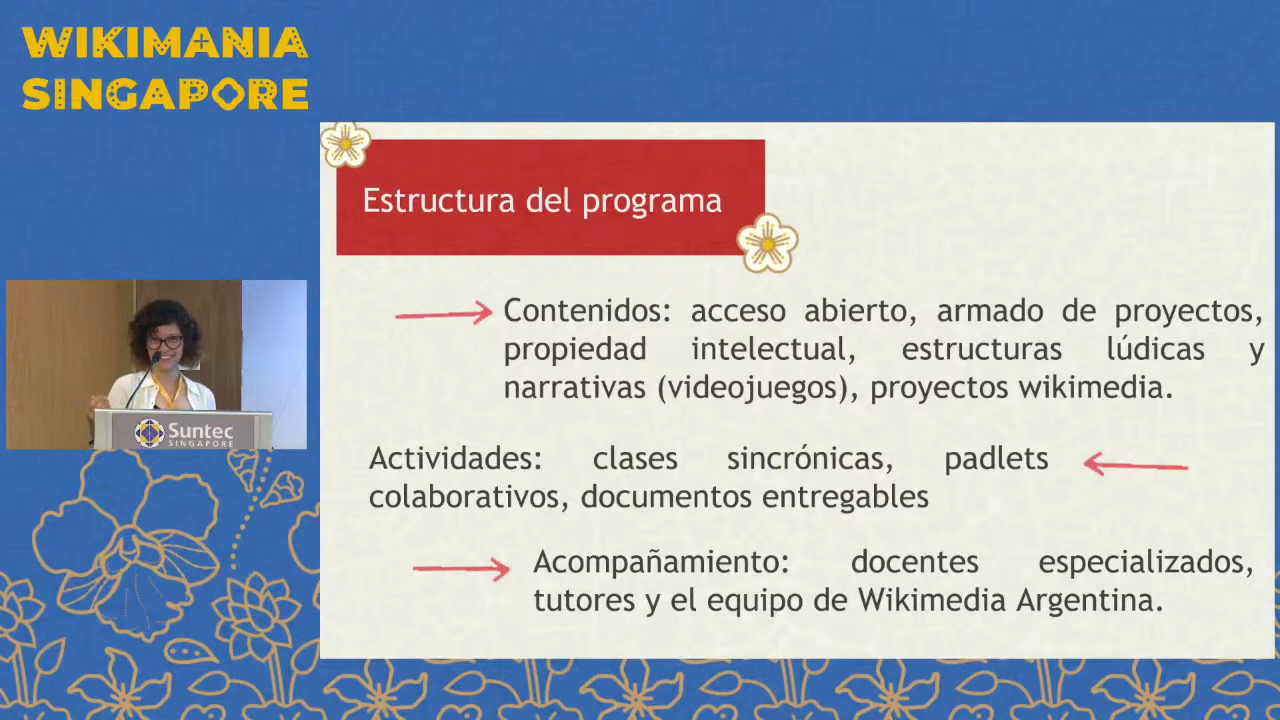 WIKIMANIA
SINGAPORE
Estructura del programa
Contenidos: acceso abierto, armado de proyectos,
propiedad intelectual, estructuras lúdicas y
narrativas (videojuegos), proyectos wikimedia.
Suntec
SINGAPORE
Actividades: clases sincrónicas, padlets
colaborativos, documentos entregables
Acompañamiento: docentes especializados,
tutores y el equipo de Wikimedia Argentina.